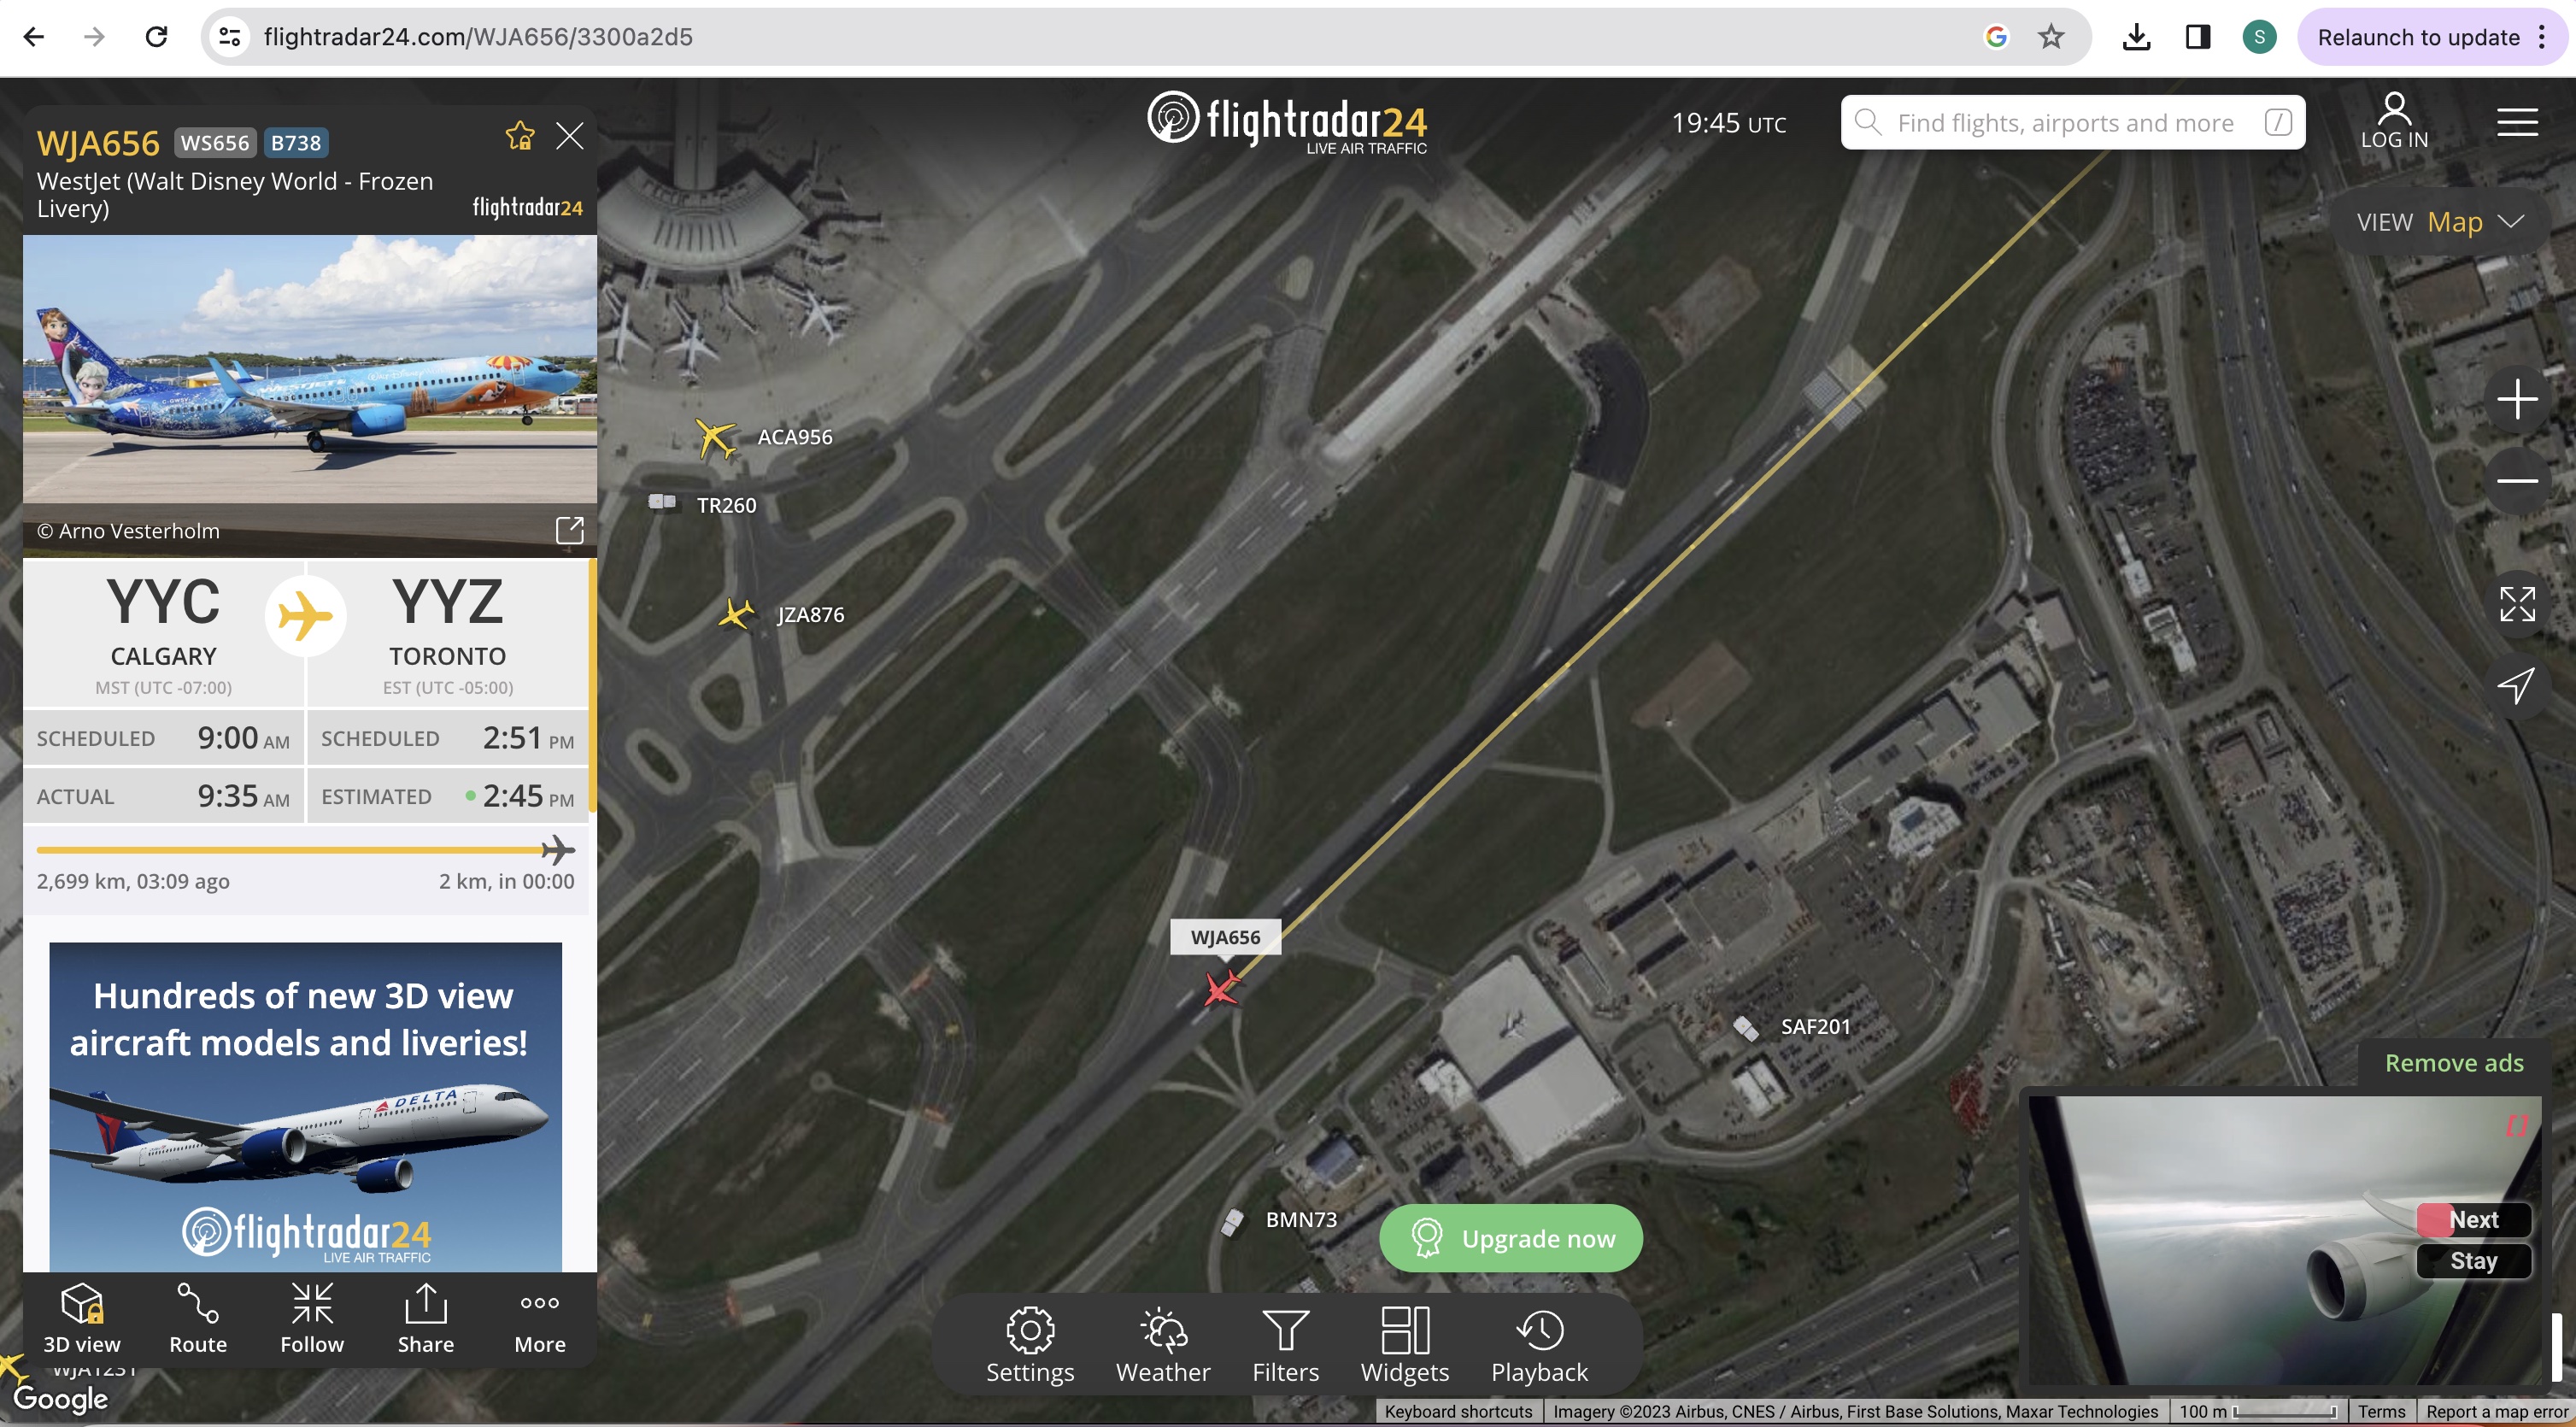 flightradar24.com/WJA656/3300a2d5
S
Relaunch to update
WJA656 WS656 B738
WestJet (Walt Disney World - Frozen
Livery)
flightradar24
© Arno Vesterholm
YYC
CALGARY
MST (UTC -07:00)
YYZ
TORONTO
EST (UTC -05:00)
SCHEDULED 9:00 AM
SCHEDULED 2:51 PM
ACTUAL 9:35 AM
ESTIMATED 2:45 PM
2,699 km, 03:09 ago
2 km, in 00:00
Hundreds of new 3D view
aircraft models and liveries!
DELTA
flightradar24
LIVE AIR TRAFFIC
3D view
Route
Follow
Share
More
WJA1231
Google
flightradar24
LIVE AIR TRAFFIC
19:45 UTC
Find flights, airports and more /
LOG IN
VIEW Map
ACA956
TR260
JZA876
WJA656
SAF201
BMN73
Upgrade now
Remove ads
Next
Stay
Settings
Weather
Filters
Widgets
Playback
Keyboard shortcuts
Imagery ©2023 Airbus, CNES / Airbus, First Base Solutions, Maxar Technologies
100 m
Terms
Report a map error